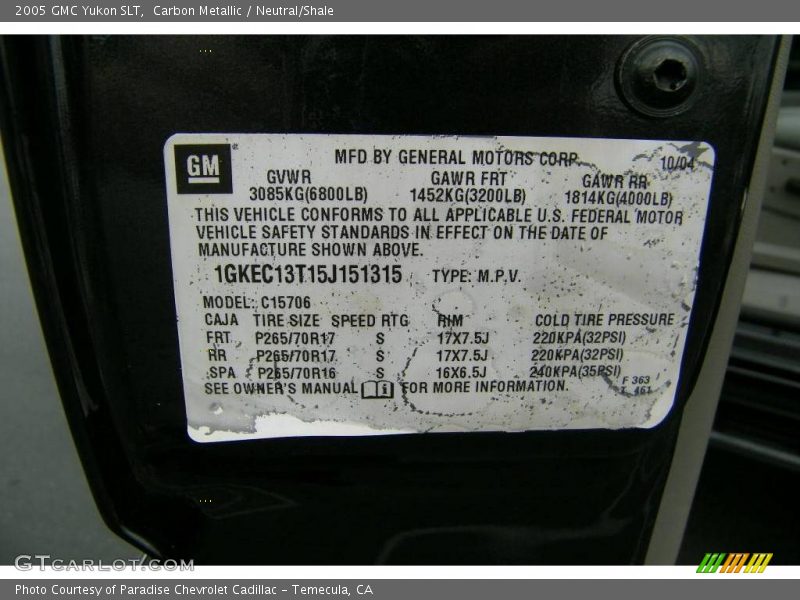 2005 GMC Yukon SLT, Carbon Metallic / Neutral/Shale
GM
MFD BY GENERAL MOTORS CORP 10/04
GVWR GAWR FRT GAWR RR
3085KG(6800LB) 1452KG(3200LB) 1814KG(4000LB)
THIS VEHICLE CONFORMS TO ALL APPLICABLE U.S. FEDERAL MOTOR
VEHICLE SAFETY STANDARDS IN EFFECT ON THE DATE OF
MANUFACTURE SHOWN ABOVE.
1GKEC13T15J151315 TYPE: M.P.V.
MODEL: C15706
CAJA TIRE SIZE SPEED RTG RIM COLD TIRE PRESSURE
FRT P265/70R17 S 17X7.5J 220KPA(32PSI)
RR P265/70R17 S 17X7.5J 220KPA(32PSI)
SPA P265/70R16 S 16X6.5J 240KPA(35PSI)
SEE OWNER'S MANUAL FOR MORE INFORMATION.
F 363
T 461
GTCarLot.com
Photo Courtesy of Paradise Chevrolet Cadillac - Temecula, CA